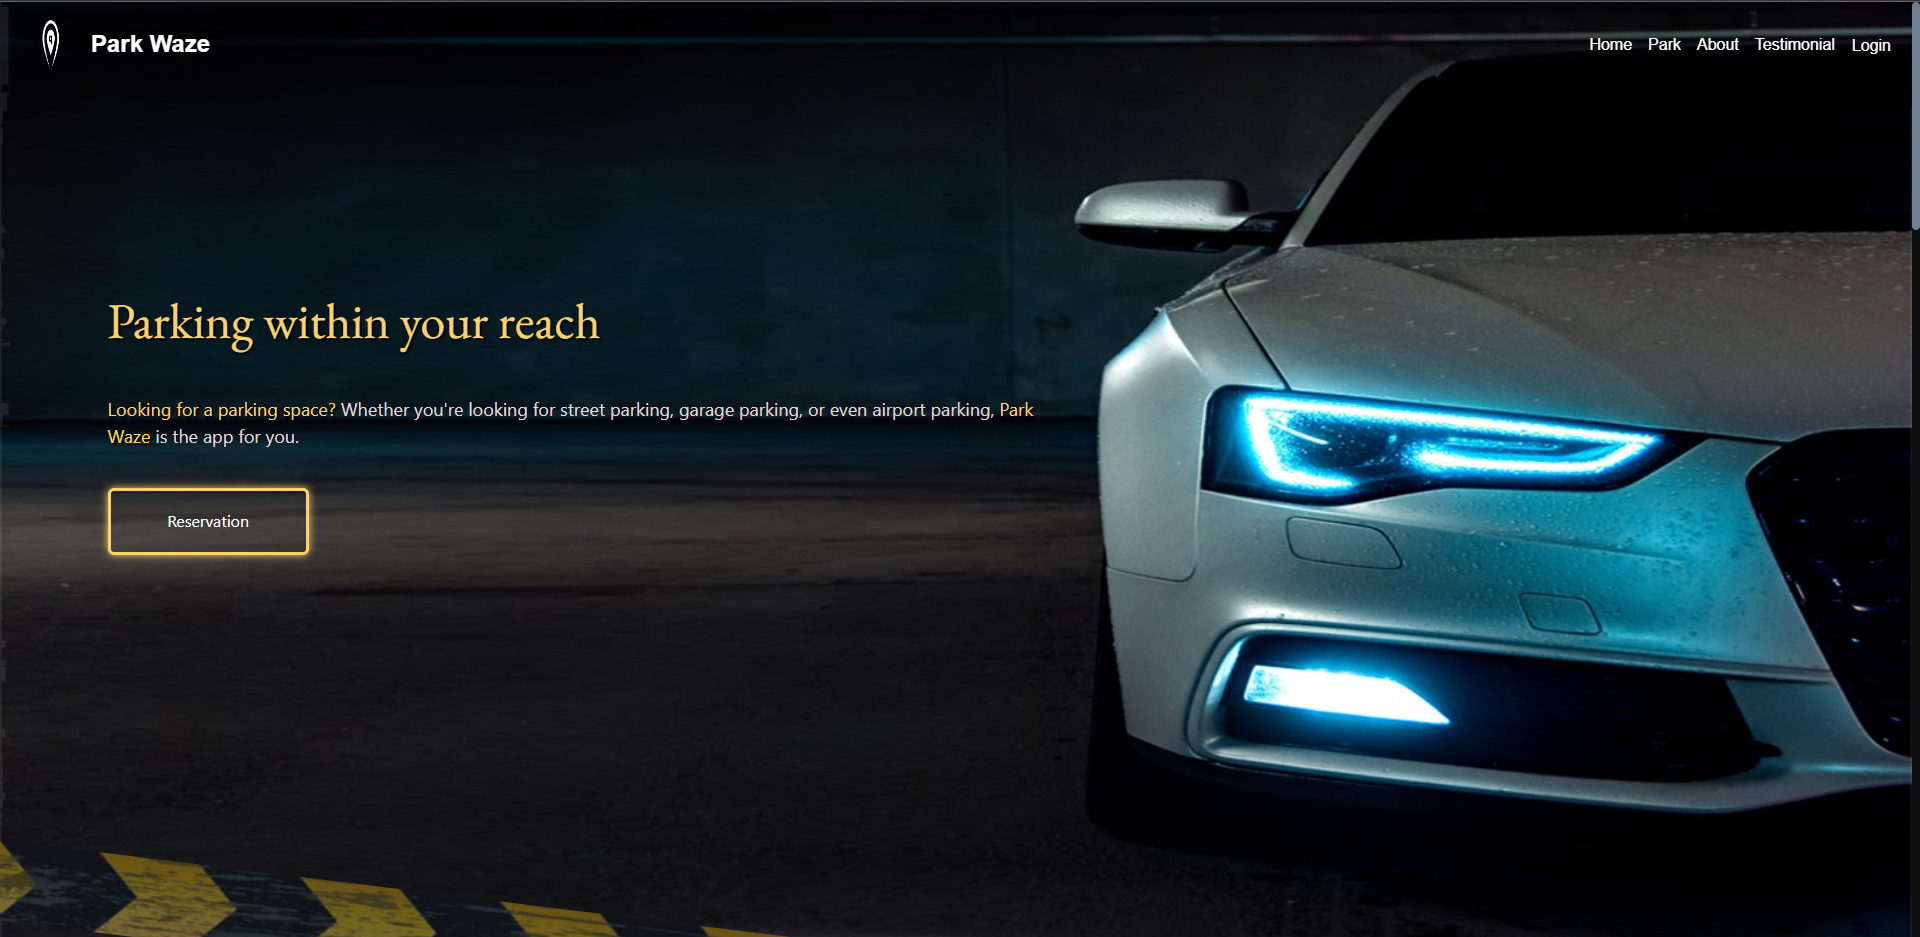 Park Waze
Home Park About Testimonial Login
Parking within your reach
Looking for a parking space? Whether you're looking for street parking, garage parking, or even airport parking, Park
Waze is the app for you.
Reservation